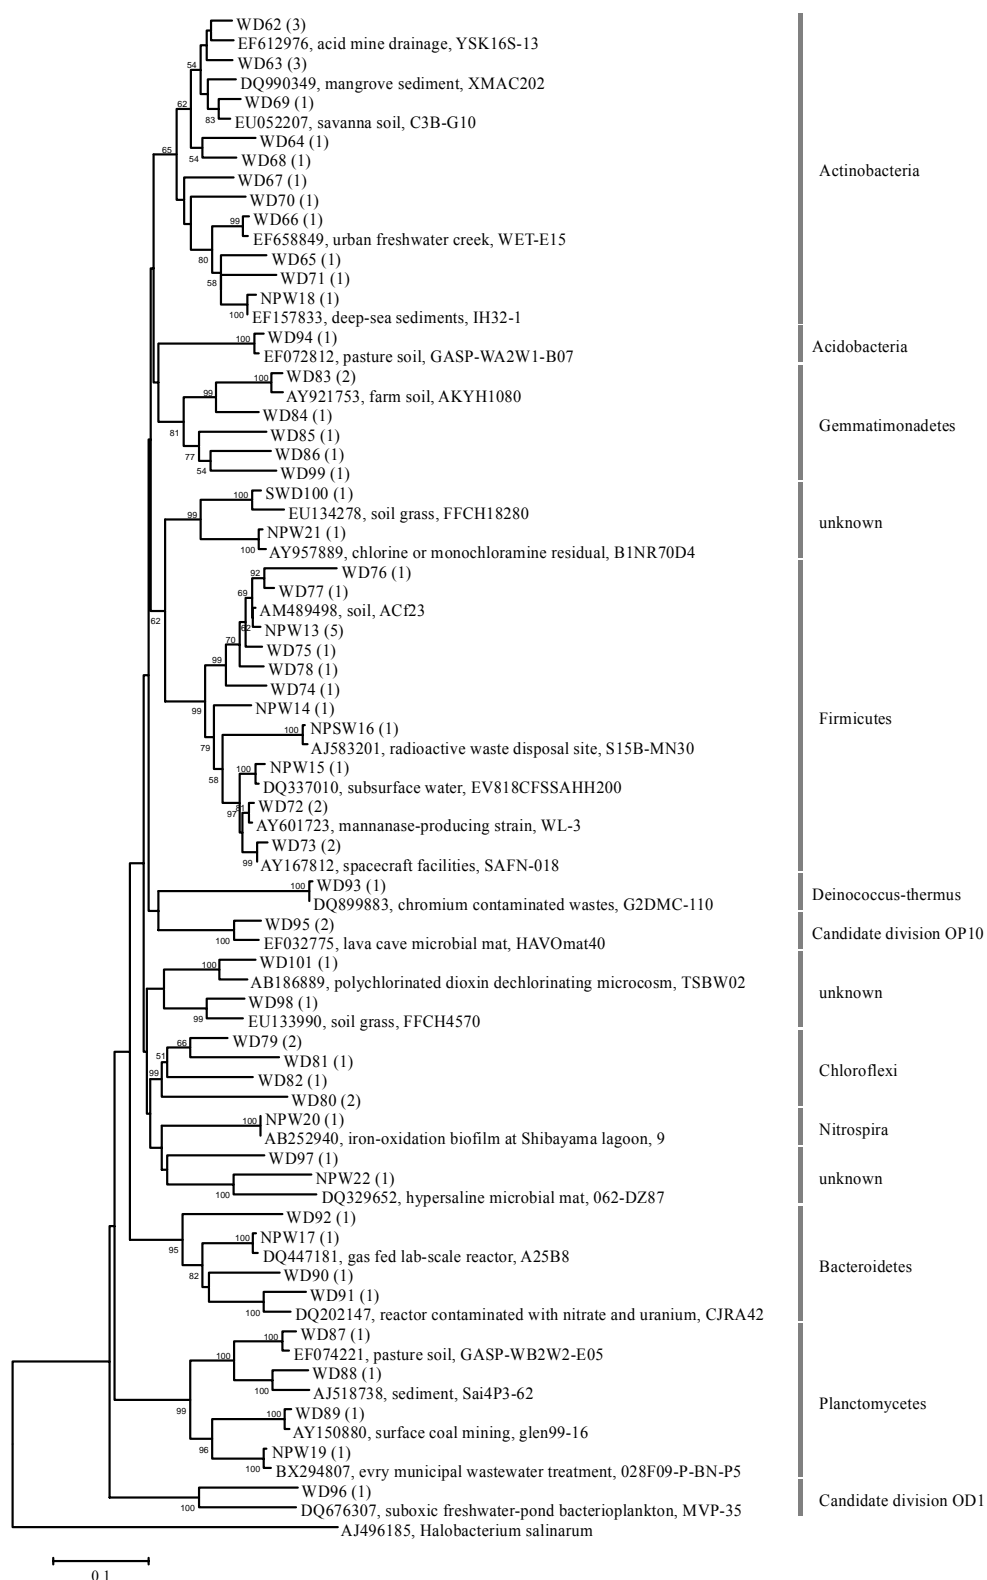 WD62 (3)
EF612976, acid mine drainage, YSK16S-13
54
WD63 (3)
DQ990349, mangrove sediment, XMAC202
62
WD69 (1)
83
EU052207, savanna soil, C3B-G10
WD64 (1)
65
54
WD68 (1)
Actinobacteria
WD67 (1)
WD70 (1)
99
WD66 (1)
EF658849, urban freshwater creek, WET-E15
80
WD65 (1)
58
WD71 (1)
NPW18 (1)
100
EF157833, deep-sea sediments, IH32-1
100
WD94 (1)
Acidobacteria
EF072812, pasture soil, GASP-WA2W1-B07
100
WD83 (2)
99
AY921753, farm soil, AKYH1080
WD84 (1)
Gemmatimonadetes
81
WD85 (1)
77
WD86 (1)
54
WD99 (1)
100
SWD100 (1)
99
EU134278, soil grass, FFCH18280
unknown
NPW21 (1)
100
AY957889, chlorine or monochloramine residual, B1NR70D4
92
WD76 (1)
69
WD77 (1)
AM489498, soil, ACf23
62
62
NPW13 (5)
70
WD75 (1)
99
WD78 (1)
WD74 (1)
99
NPW14 (1)
Firmicutes
100
NPSW16 (1)
79
AJ583201, radioactive waste disposal site, S15B-MN30
100
NPW15 (1)
58
DQ337010, subsurface water, EV818CFSSAHH200
97
WD72 (2)
AY601723, mannanase-producing strain, WL-3
WD73 (2)
99
AY167812, spacecraft facilities, SAFN-018
100
WD93 (1)
Deinococcus-thermus
DQ899883, chromium contaminated wastes, G2DMC-110
WD95 (2)
Candidate division OP10
100
EF032775, lava cave microbial mat, HAVOmat40
100
WD101 (1)
AB186889, polychlorinated dioxin dechlorinating microcosm, TSBW02
unknown
WD98 (1)
99
EU133990, soil grass, FFCH4570
66
WD79 (2)
51
WD81 (1)
99
WD82 (1)
Chloroflexi
WD80 (2)
100
NPW20 (1)
Nitrospira
AB252940, iron-oxidation biofilm at Shibayama lagoon, 9
WD97 (1)
NPW22 (1)
unknown
100
DQ329652, hypersaline microbial mat, 062-DZ87
WD92 (1)
95
100
NPW17 (1)
DQ447181, gas fed lab-scale reactor, A25B8
Bacteroidetes
82
WD90 (1)
WD91 (1)
100
DQ202147, reactor contaminated with nitrate and uranium, CJRA42
100
WD87 (1)
100
EF074221, pasture soil, GASP-WB2W2-E05
WD88 (1)
100
AJ518738, sediment, Sai4P3-62
Planctomycetes
99
100
WD89 (1)
AY150880, surface coal mining, glen99-16
96
NPW19 (1)
100
BX294807, evry municipal wastewater treatment, 028F09-P-BN-P5
WD96 (1)
Candidate division OD1
100
DQ676307, suboxic freshwater-pond bacterioplankton, MVP-35
AJ496185, Halobacterium salinarum
0.1